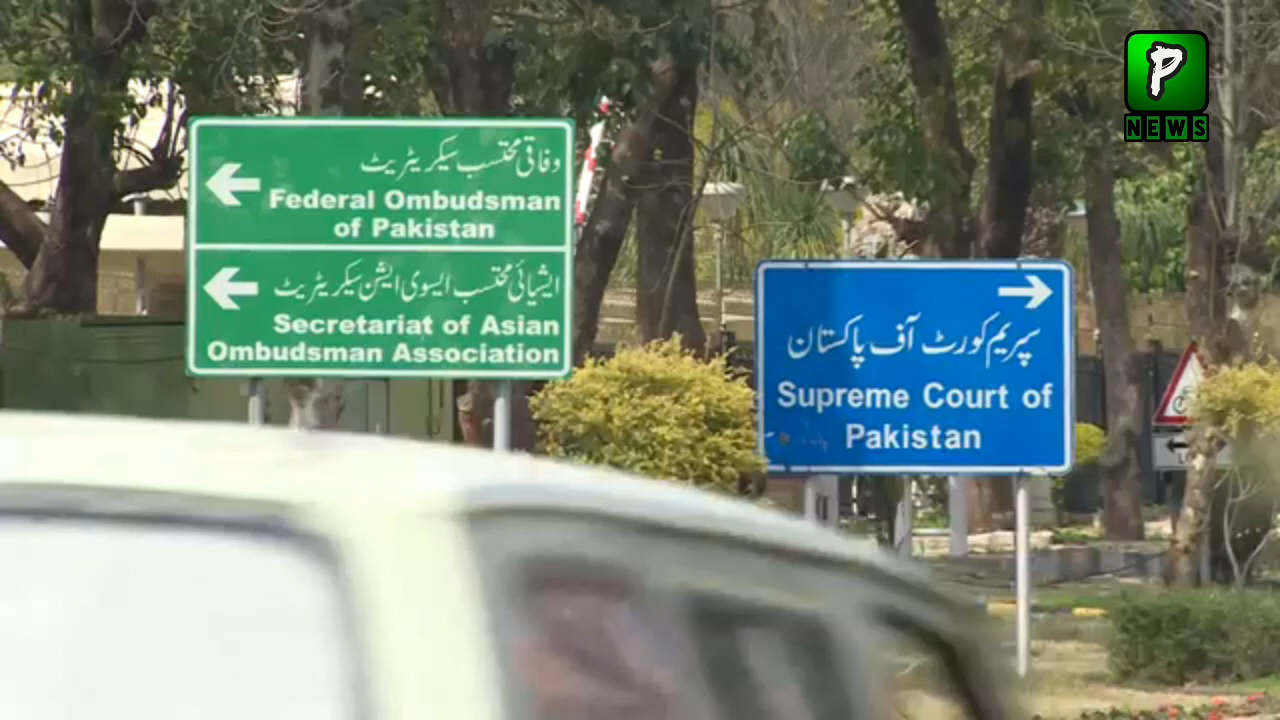 وفاقی محتسب سیکریٹریٹ
Federal Ombudsman
of Pakistan
ایشیائی محتسب ایسوی ایشن سیکریٹریٹ
Secretariat of Asian
Ombudsman Association
سپریم کورٹ آف پاکستان
Supreme Court of
Pakistan
P
NEWS